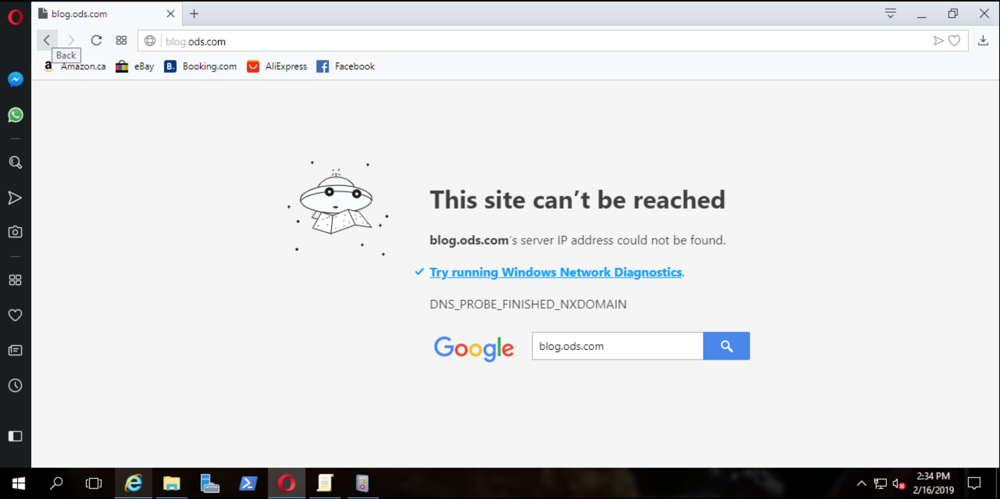 blog.ods.com
blog.ods.com
Back
Amazon.ca eBay Booking.com AliExpress Facebook
This site can’t be reached
blog.ods.com’s server IP address could not be found.
Try running Windows Network Diagnostics.
DNS_PROBE_FINISHED_NXDOMAIN
Google blog.ods.com
2:34 PM
2/16/2019